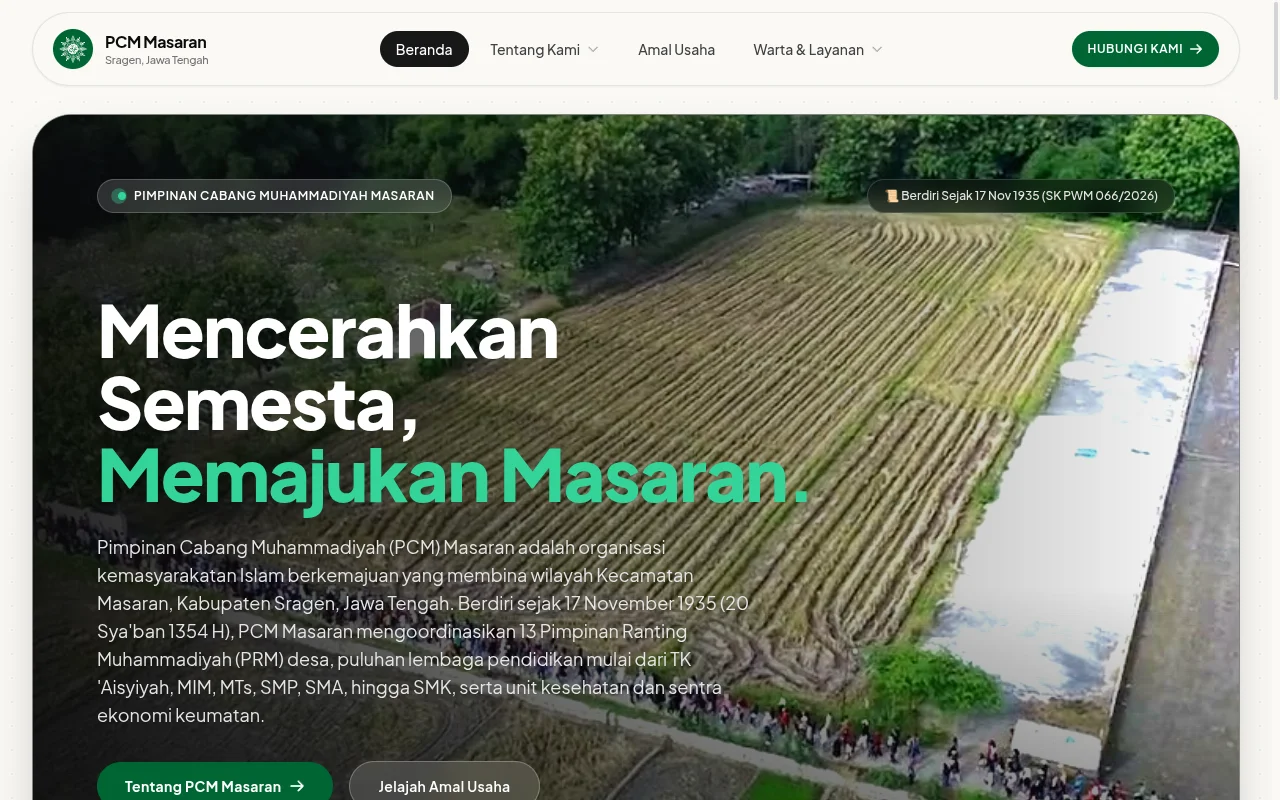 PCM Masaran
Sragen, Jawa Tengah
Beranda
Tentang Kami
Amal Usaha
Warta & Layanan
HUBUNGI KAMI →
PIMPINAN CABANG MUHAMMADIYAH MASARAN
📜 Berdiri Sejak 17 Nov 1935 (SK PWM 066/2026)
Mencerahkan
Semesta,
Memajukan Masaran.
Pimpinan Cabang Muhammadiyah (PCM) Masaran adalah organisasi
kemasyarakatan Islam berkemajuan yang membina wilayah Kecamatan
Masaran, Kabupaten Sragen, Jawa Tengah. Berdiri sejak 17 November 1935 (20
Sya'ban 1354 H), PCM Masaran mengoordinasikan 13 Pimpinan Ranting
Muhammadiyah (PRM) desa, puluhan lembaga pendidikan mulai dari TK
'Aisyiyah, MIM, MTs, SMP, SMA, hingga SMK, serta unit kesehatan dan sentra
ekonomi keumatan.
Tentang PCM Masaran →
Jelajah Amal Usaha